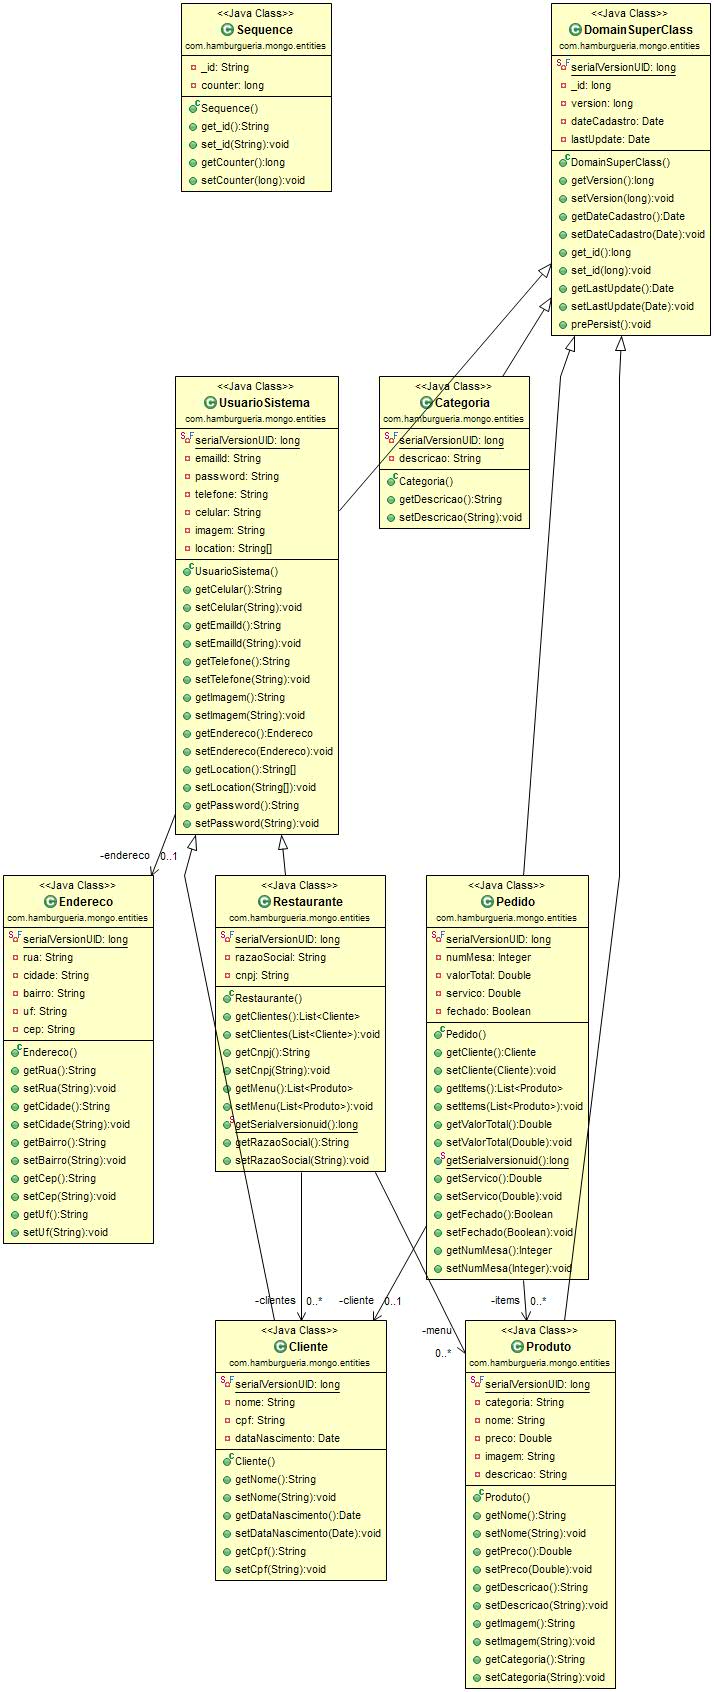 <<Java Class>>
Sequence
com.hamburgueria.mongo.entities
_id: String
counter: long
Sequence()
get_id():String
set_id(String):void
getCounter():long
setCounter(long):void
<<Java Class>>
DomainSuperClass
com.hamburgueria.mongo.entities
serialVersionUID: long
_id: long
version: long
dateCadastro: Date
lastUpdate: Date
DomainSuperClass()
getVersion():long
setVersion(long):void
getDateCadastro():Date
setDateCadastro(Date):void
get_id():long
set_id(long):void
getLastUpdate():Date
setLastUpdate(Date):void
prePersist():void
<<Java Class>>
UsuarioSistema
com.hamburgueria.mongo.entities
serialVersionUID: long
emailId: String
password: String
telefone: String
celular: String
imagem: String
location: String[]
UsuarioSistema()
getCelular():String
setCelular(String):void
getEmailId():String
setEmailId(String):void
getTelefone():String
setTelefone(String):void
getImagem():String
setImagem(String):void
getEndereco():Endereco
setEndereco(Endereco):void
getLocation():String[]
setLocation(String[]):void
getPassword():String
setPassword(String):void
<<Java Class>>
Categoria
com.hamburgueria.mongo.entities
serialVersionUID: long
descricao: String
Categoria()
getDescricao():String
setDescricao(String):void
-endereco 0..1
<<Java Class>>
Endereco
com.hamburgueria.mongo.entities
serialVersionUID: long
rua: String
cidade: String
bairro: String
uf: String
cep: String
Endereco()
getRua():String
setRua(String):void
getCidade():String
setCidade(String):void
getBairro():String
setBairro(String):void
getCep():String
setCep(String):void
getUf():String
setUf(String):void
<<Java Class>>
Restaurante
com.hamburgueria.mongo.entities
serialVersionUID: long
razaoSocial: String
cnpj: String
Restaurante()
getClientes():List<Cliente>
setClientes(List<Cliente>):void
getCnpj():String
setCnpj(String):void
getMenu():List<Produto>
setMenu(List<Produto>):void
getSerialversionuid():long
getRazaoSocial():String
setRazaoSocial(String):void
<<Java Class>>
Pedido
com.hamburgueria.mongo.entities
serialVersionUID: long
numMesa: Integer
valorTotal: Double
servico: Double
fechado: Boolean
Pedido()
getCliente():Cliente
setCliente(Cliente):void
getItems():List<Produto>
setItems(List<Produto>):void
getValorTotal():Double
setValorTotal(Double):void
getSerialversionuid():long
getServico():Double
setServico(Double):void
getFechado():Boolean
setFechado(Boolean):void
getNumMesa():Integer
setNumMesa(Integer):void
-clientes 0..*
-cliente 0..1
-items 0..*
-menu
0..*
<<Java Class>>
Cliente
com.hamburgueria.mongo.entities
serialVersionUID: long
nome: String
cpf: String
dataNascimento: Date
Cliente()
getNome():String
setNome(String):void
getDataNascimento():Date
setDataNascimento(Date):void
getCpf():String
setCpf(String):void
<<Java Class>>
Produto
com.hamburgueria.mongo.entities
serialVersionUID: long
categoria: String
nome: String
preco: Double
imagem: String
descricao: String
Produto()
getNome():String
setNome(String):void
getPreco():Double
setPreco(Double):void
getDescricao():String
setDescricao(String):void
getImagem():String
setImagem(String):void
getCategoria():String
setCategoria(String):void